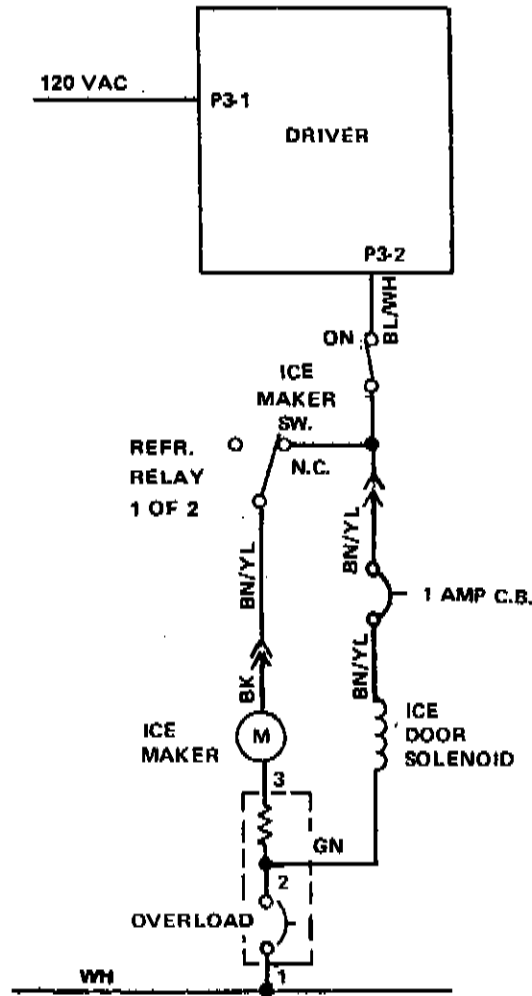 120 VAC
P3-1
DRIVER
P3-2
BL/WH
ON
ICE
MAKER
SW.
N.C.
REFR.
RELAY
1 OF 2
BN/YL
BN/YL
1 AMP C.B.
BN/YL
BK
ICE
MAKER
M
ICE
DOOR
SOLENOID
3
GN
2
OVERLOAD
1
WH